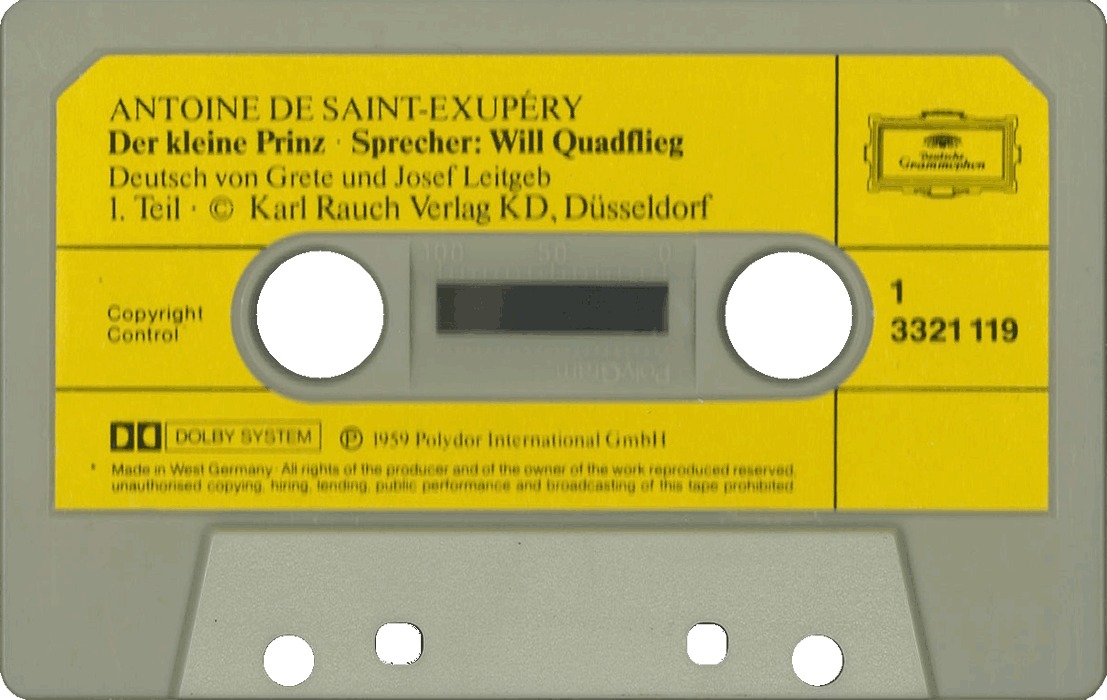 ANTOINE DE SAINT-EXUPÉRY
Der kleine Prinz · Sprecher: Will Quadflieg
Deutsch von Grete und Josef Leitgeb
1. Teil · © Karl Rauch Verlag KD, Düsseldorf
Deutsche
Grammophon
100 50 0
Copyright
Control
1
3321 119
PolyGram
DOLBY SYSTEM ℗ 1959 Polydor International GmbH
Made in West Germany · All rights of the producer and of the owner of the work reproduced reserved,
unauthorised copying, hiring, lending, public performance and broadcasting of this tape prohibited